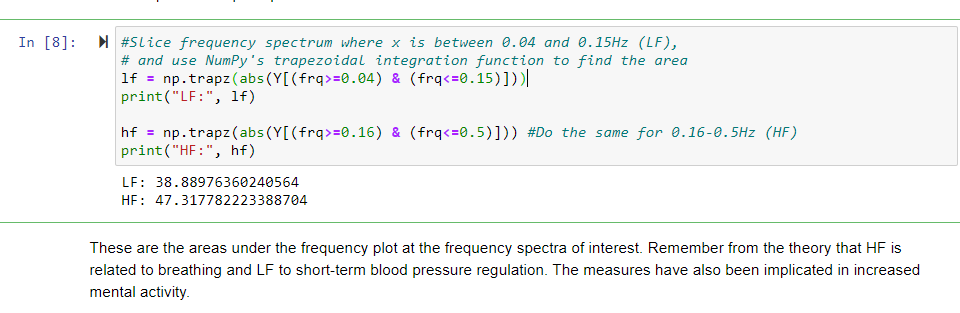 In [8]:
#Slice frequency spectrum where x is between 0.04 and 0.15Hz (LF),
# and use NumPy's trapezoidal integration function to find the area
lf = np.trapz(abs(Y[(frq>=0.04) & (frq<=0.15)]))
print("LF:", lf)
hf = np.trapz(abs(Y[(frq>=0.16) & (frq<=0.5)])) #Do the same for 0.16-0.5Hz (HF)
print("HF:", hf)
LF: 38.88976360240564
HF: 47.317782223388704
These are the areas under the frequency plot at the frequency spectra of interest. Remember from the theory that HF is
related to breathing and LF to short-term blood pressure regulation. The measures have also been implicated in increased
mental activity.